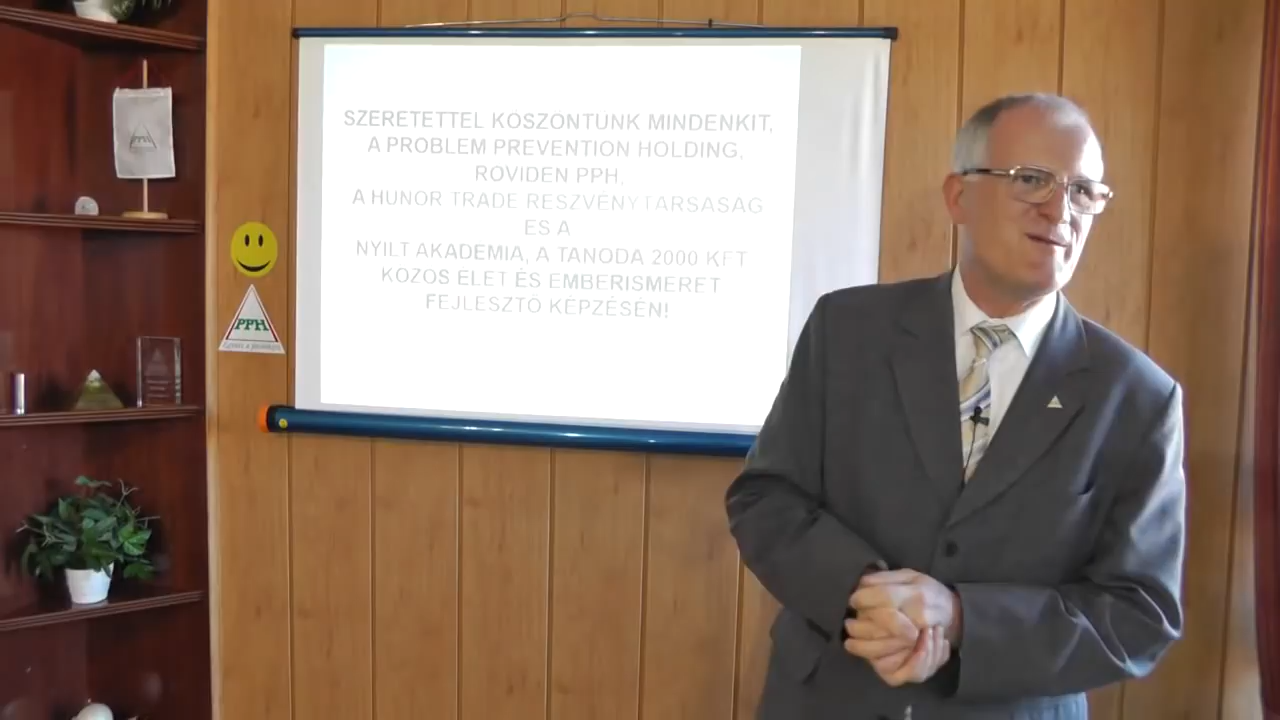 SZERETETTEL KÖSZÖNTÜNK MINDENKIT,
A PROBLEM PREVENTION HOLDING,
RÖVIDEN PPH,
A HUNOR TRADE RÉSZVÉNYTÁRSASÁG
ÉS A
NYÍLT AKADÉMIA, A TANODA 2000 KFT
KÖZÖS ÉLET ÉS EMBERISMERET
FEJLESZTŐ KÉPZÉSÉN!
PPH